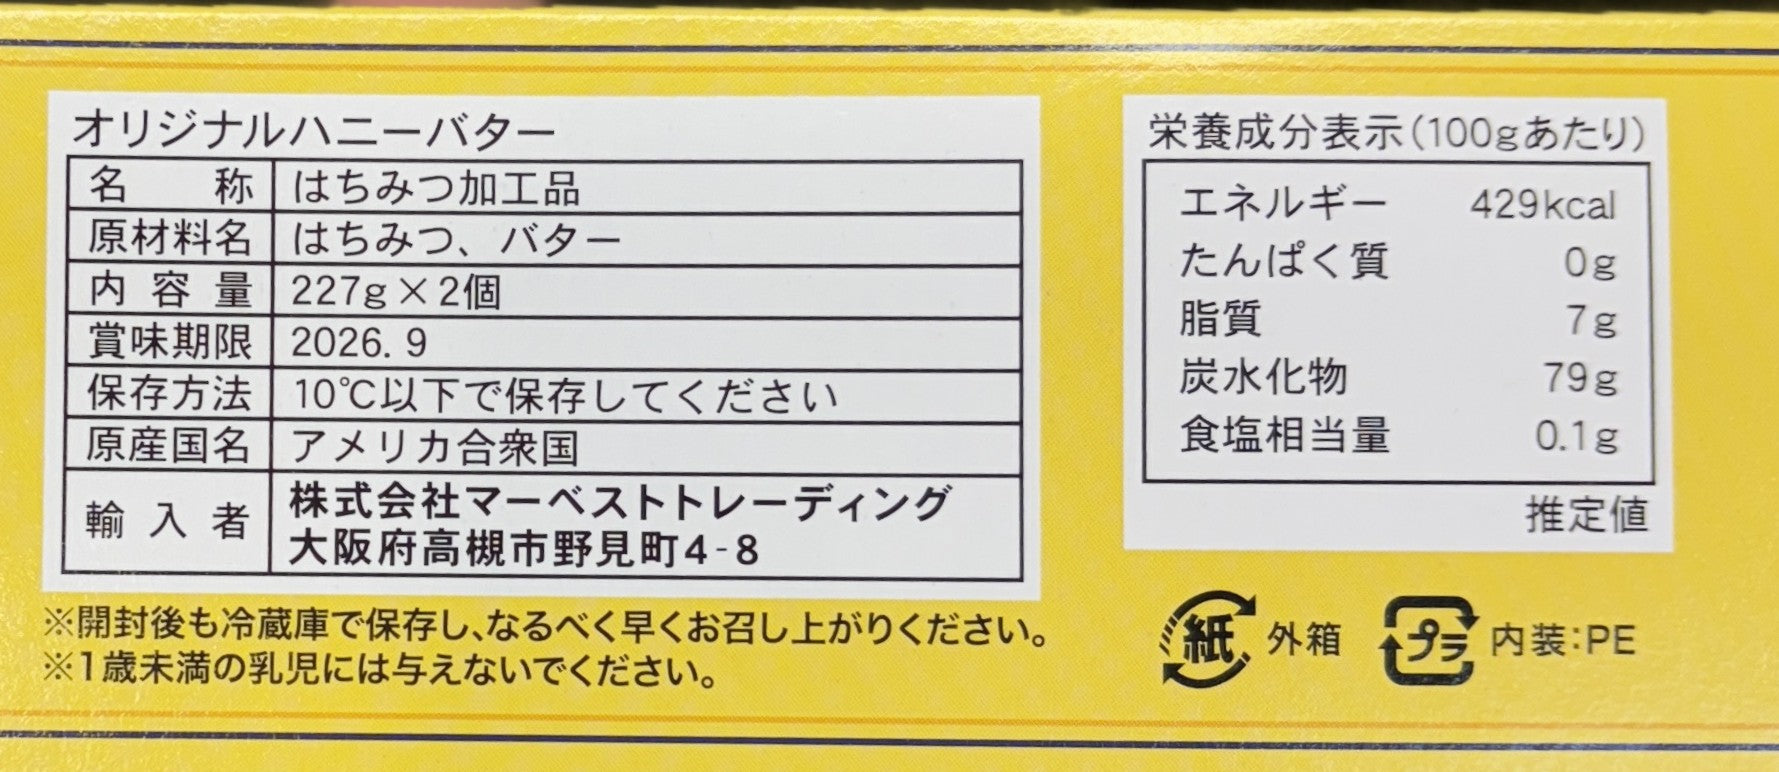 オリジナルハニーバター
名称 はちみつ加工品
原材料名 はちみつ、バター
内容量 227g×2個
賞味期限 2026.9
保存方法 10℃以下で保存してください
原産国名 アメリカ合衆国
輸入者 株式会社マーベストトレーディング
大阪府高槻市野見町4-8
※開封後も冷蔵庫で保存し、なるべく早くお召し上がりください。
※1歳未満の乳児には与えないでください。
栄養成分表示(100gあたり)
エネルギー 429kcal
たんぱく質 0g
脂質 7g
炭水化物 79g
食塩相当量 0.1g
推定値
紙 外箱 プラ 内装:PE